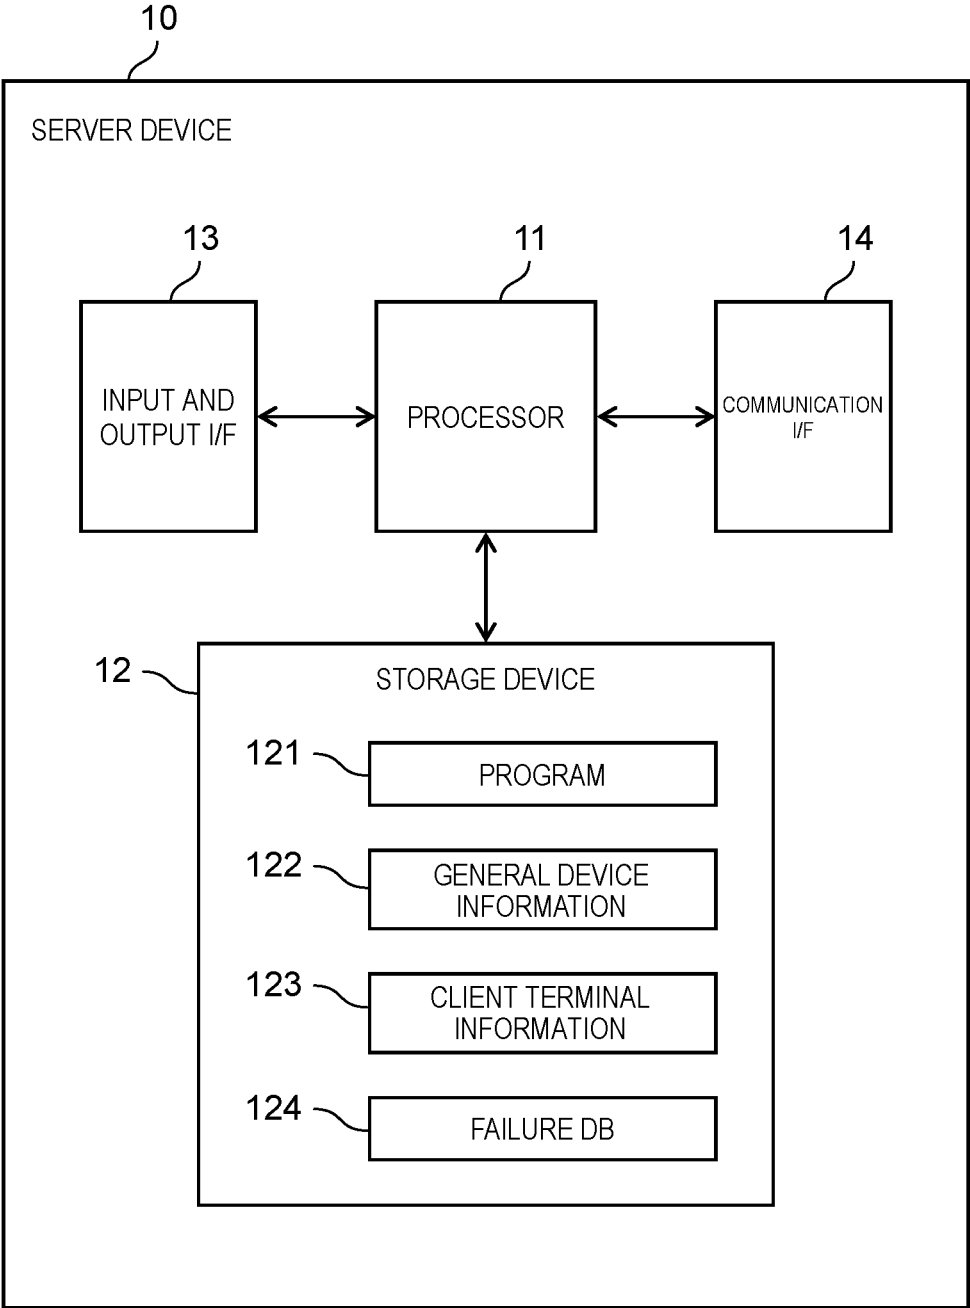 10
SERVER DEVICE
13
11
14
INPUT AND
OUTPUT I/F
PROCESSOR
COMMUNICATION
I/F
12
STORAGE DEVICE
121
PROGRAM
122
GENERAL DEVICE
INFORMATION
123
CLIENT TERMINAL
INFORMATION
124
FAILURE DB